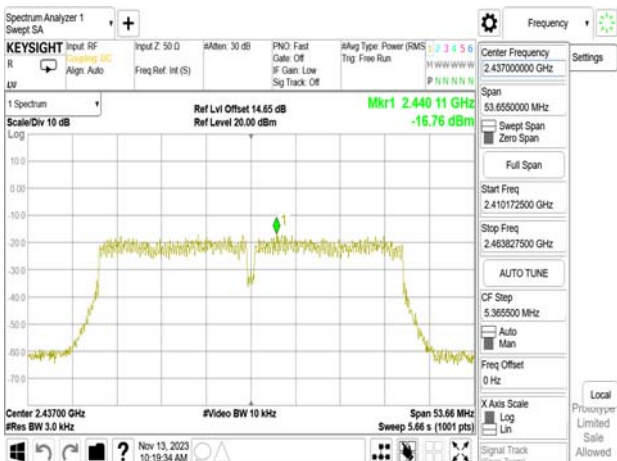 Spectrum Analyzer 1
Swept SA
+
Frequency
KEYSIGHT
R
Input: RF
Coupling: DC
Align: Auto
Input Z: 50 Ω
Freq Ref: Int (S)
#Atten: 30 dB
PNO: Fast
Gate: Off
IF Gain: Low
Sig Track: Off
#Avg Type: Power (RMS
Trig: Free Run
1 2 3 4 5 6
M W W W W W
P N N N N N
1 Spectrum
Scale/Div 10 dB
Log
Ref Lvl Offset 14.65 dB
Ref Level 20.00 dBm
Mkr1 2.440 11 GHz
-16.76 dBm
10.0
0.00
-10.0
-20.0
-30.0
-40.0
-50.0
-60.0
-70.0
1
Center 2.43700 GHz
#Res BW 3.0 kHz
#Video BW 10 kHz
Span 53.66 MHz
Sweep 5.66 s (1001 pts)
?
Nov 13, 2023
10:19:34 AM
Center Frequency
2.437000000 GHz
Settings
Span
53.6550000 MHz
Swept Span
Zero Span
Full Span
Start Freq
2.410172500 GHz
Stop Freq
2.463827500 GHz
AUTO TUNE
CF Step
5.365500 MHz
Auto
Man
Freq Offset
0 Hz
X Axis Scale
Log
Lin
Signal Track
Local
Prototype
Limited
Sale
Allowed